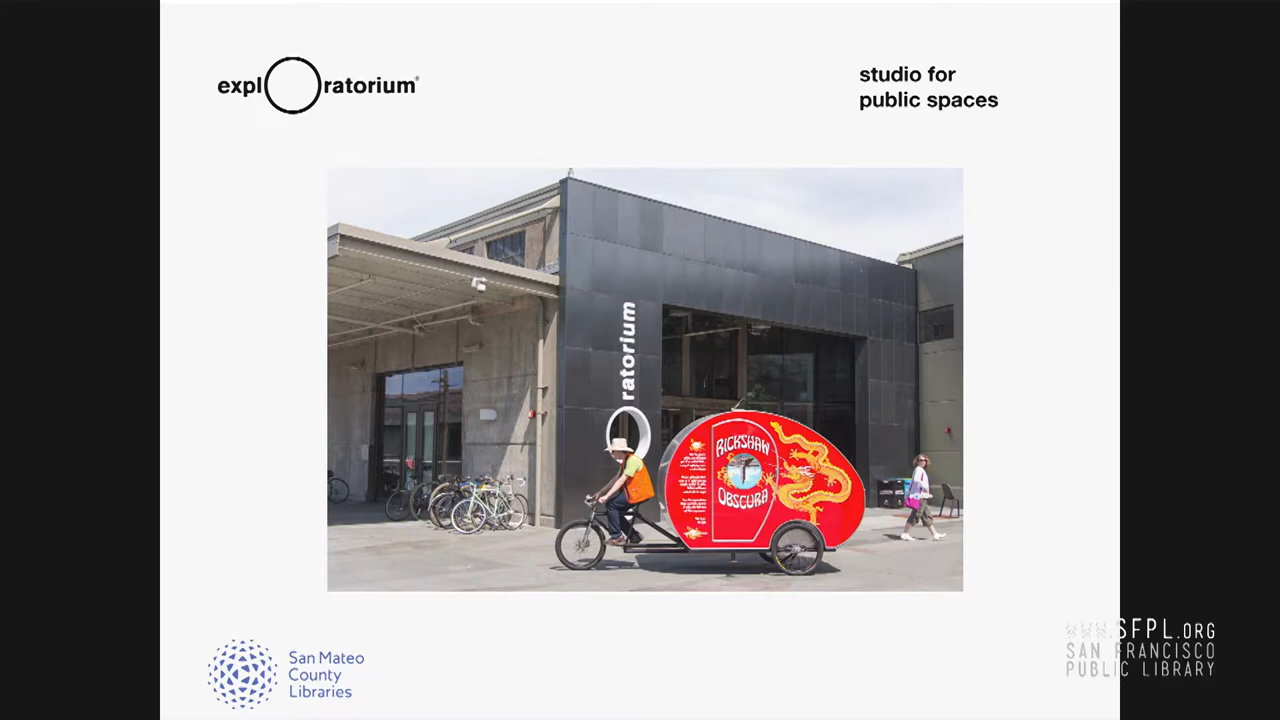 expl ratorium®
studio for
public spaces
ratorium
RICKSHAW
OBSCURA
San Mateo
County
Libraries
WWW.SFPL.ORG
SAN FRANCISCO
PUBLIC LIBRARY